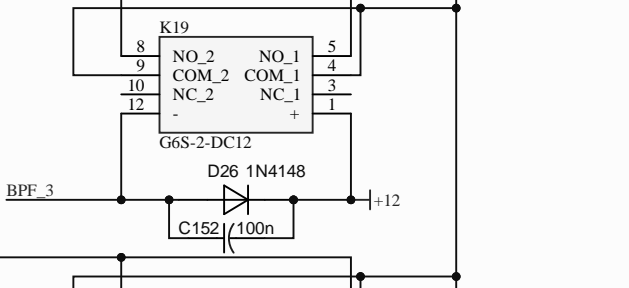 K19
8 NO_2 NO_1 5
9 COM_2 COM_1 4
10 NC_2 NC_1 3
12 - + 1
G6S-2-DC12
D26 1N4148
BPF_3 +12
C152 100n